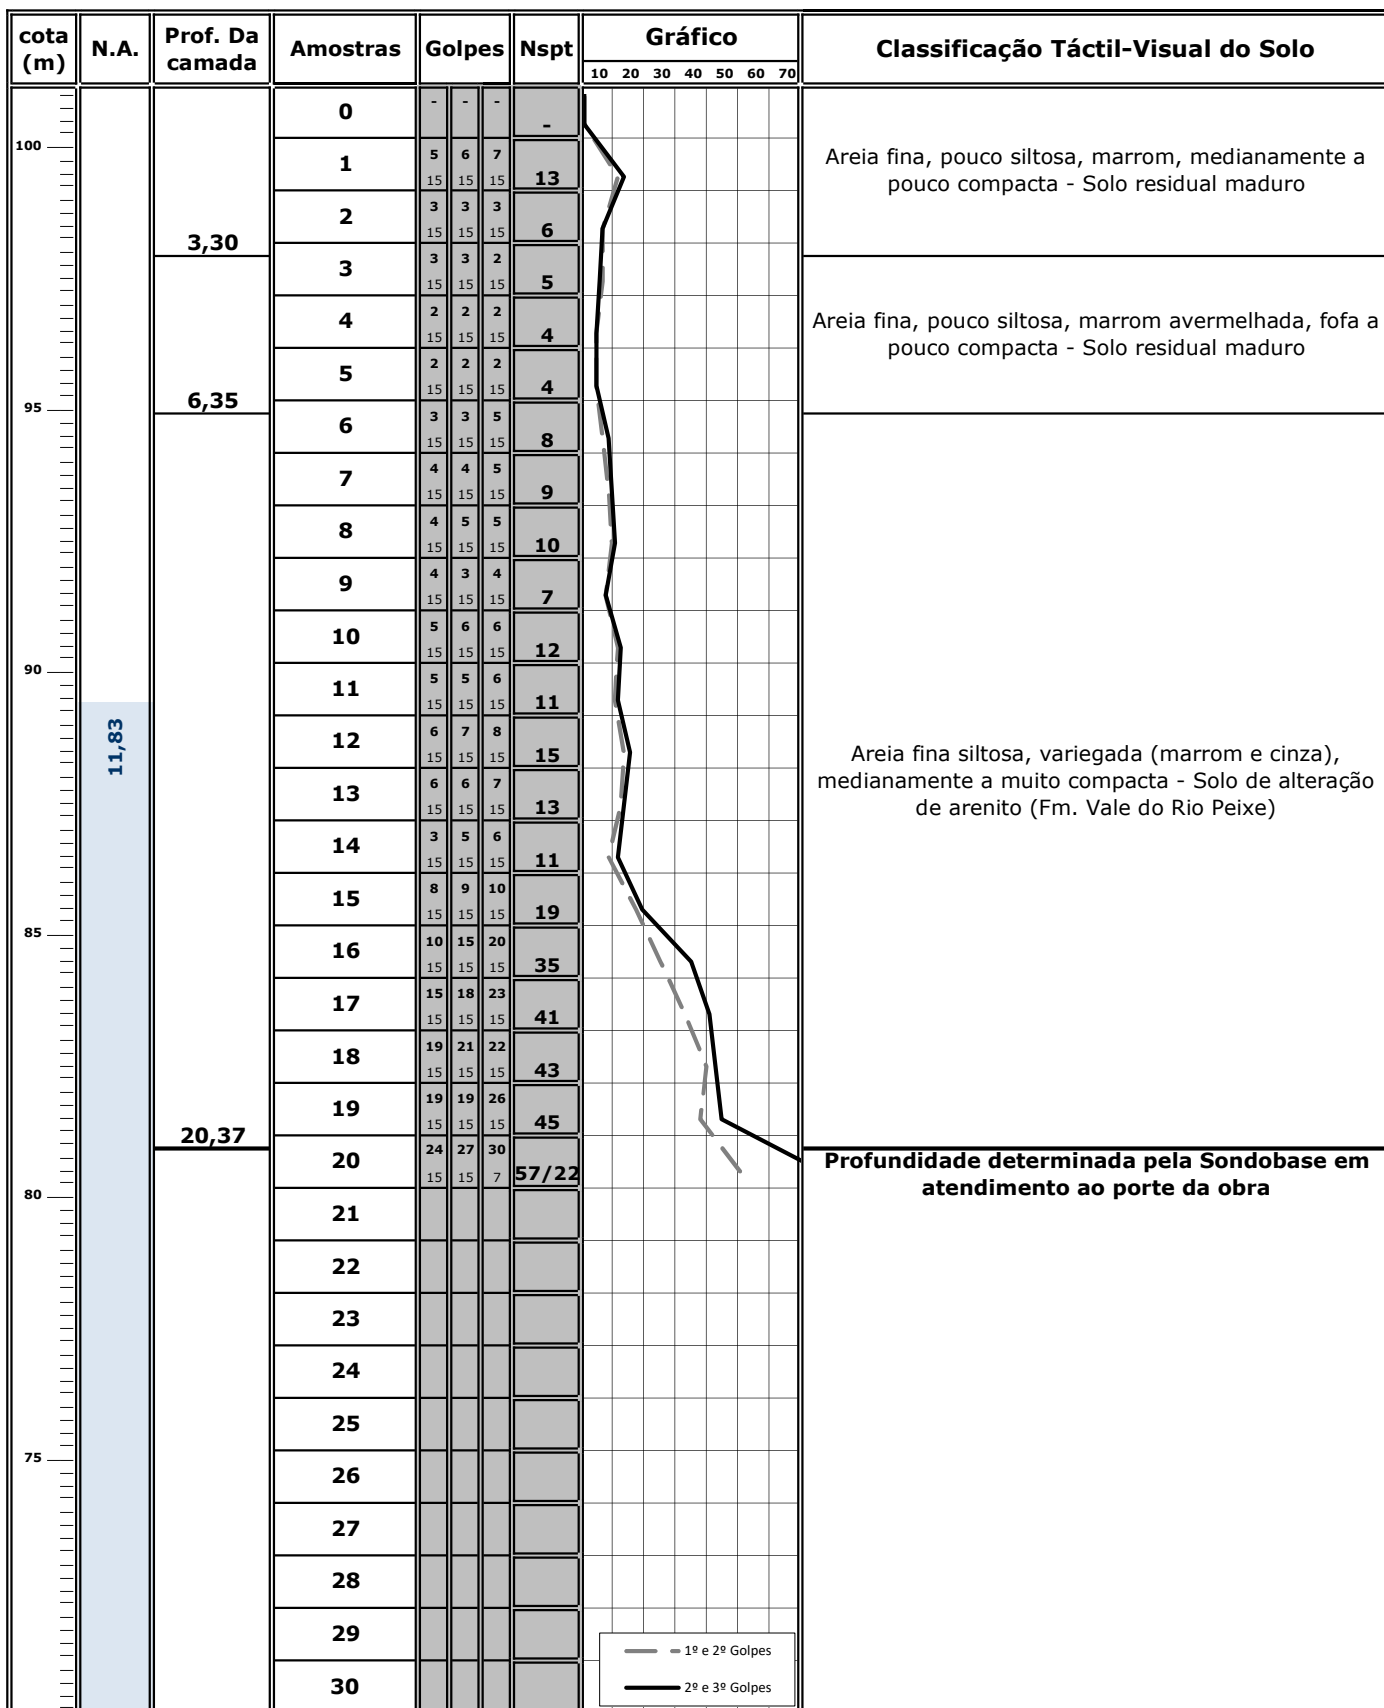 cota (m) N.A. Prof. Da camada Amostras Golpes Nspt Gráfico Classificação Táctil-Visual do Solo
10 20 30 40 50 60 70
0 - - - -
100
1 5 6 7 13
15 15 15
Areia fina, pouco siltosa, marrom, medianamente a
pouco compacta - Solo residual maduro
2 3 3 3 6
15 15 15
3,30
3 3 3 2 5
15 15 15
4 2 2 2 4
15 15 15
Areia fina, pouco siltosa, marrom avermelhada, fofa a
pouco compacta - Solo residual maduro
5 2 2 2 4
15 15 15
6,35
95
6 3 3 5 8
15 15 15
7 4 4 5 9
15 15 15
8 4 5 5 10
15 15 15
9 4 3 4 7
15 15 15
10 5 6 6 12
15 15 15
90
11 5 5 6 11
15 15 15
11,83
12 6 7 8 15
15 15 15
Areia fina siltosa, variegada (marrom e cinza),
medianamente a muito compacta - Solo de alteração
de arenito (Fm. Vale do Rio Peixe)
13 6 6 7 13
15 15 15
14 3 5 6 11
15 15 15
15 8 9 10 19
15 15 15
85
16 10 15 20 35
15 15 15
17 15 18 23 41
15 15 15
18 19 21 22 43
15 15 15
19 19 19 26 45
15 15 15
20,37
20 24 27 30 57/22
15 15 7
Profundidade determinada pela Sondobase em
atendimento ao porte da obra
80
21
22
23
24
25
75
26
27
28
29
30
1º e 2º Golpes
2º e 3º Golpes